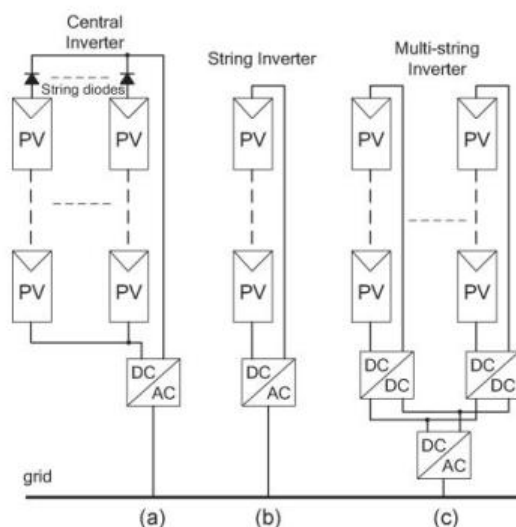 Central
Inverter
String diodes
PV
PV
PV
PV
DC
AC
String Inverter
PV
PV
DC
AC
Multi-string
Inverter
PV
PV
PV
PV
DC
DC
DC
DC
DC
AC
grid
(a)
(b)
(c)